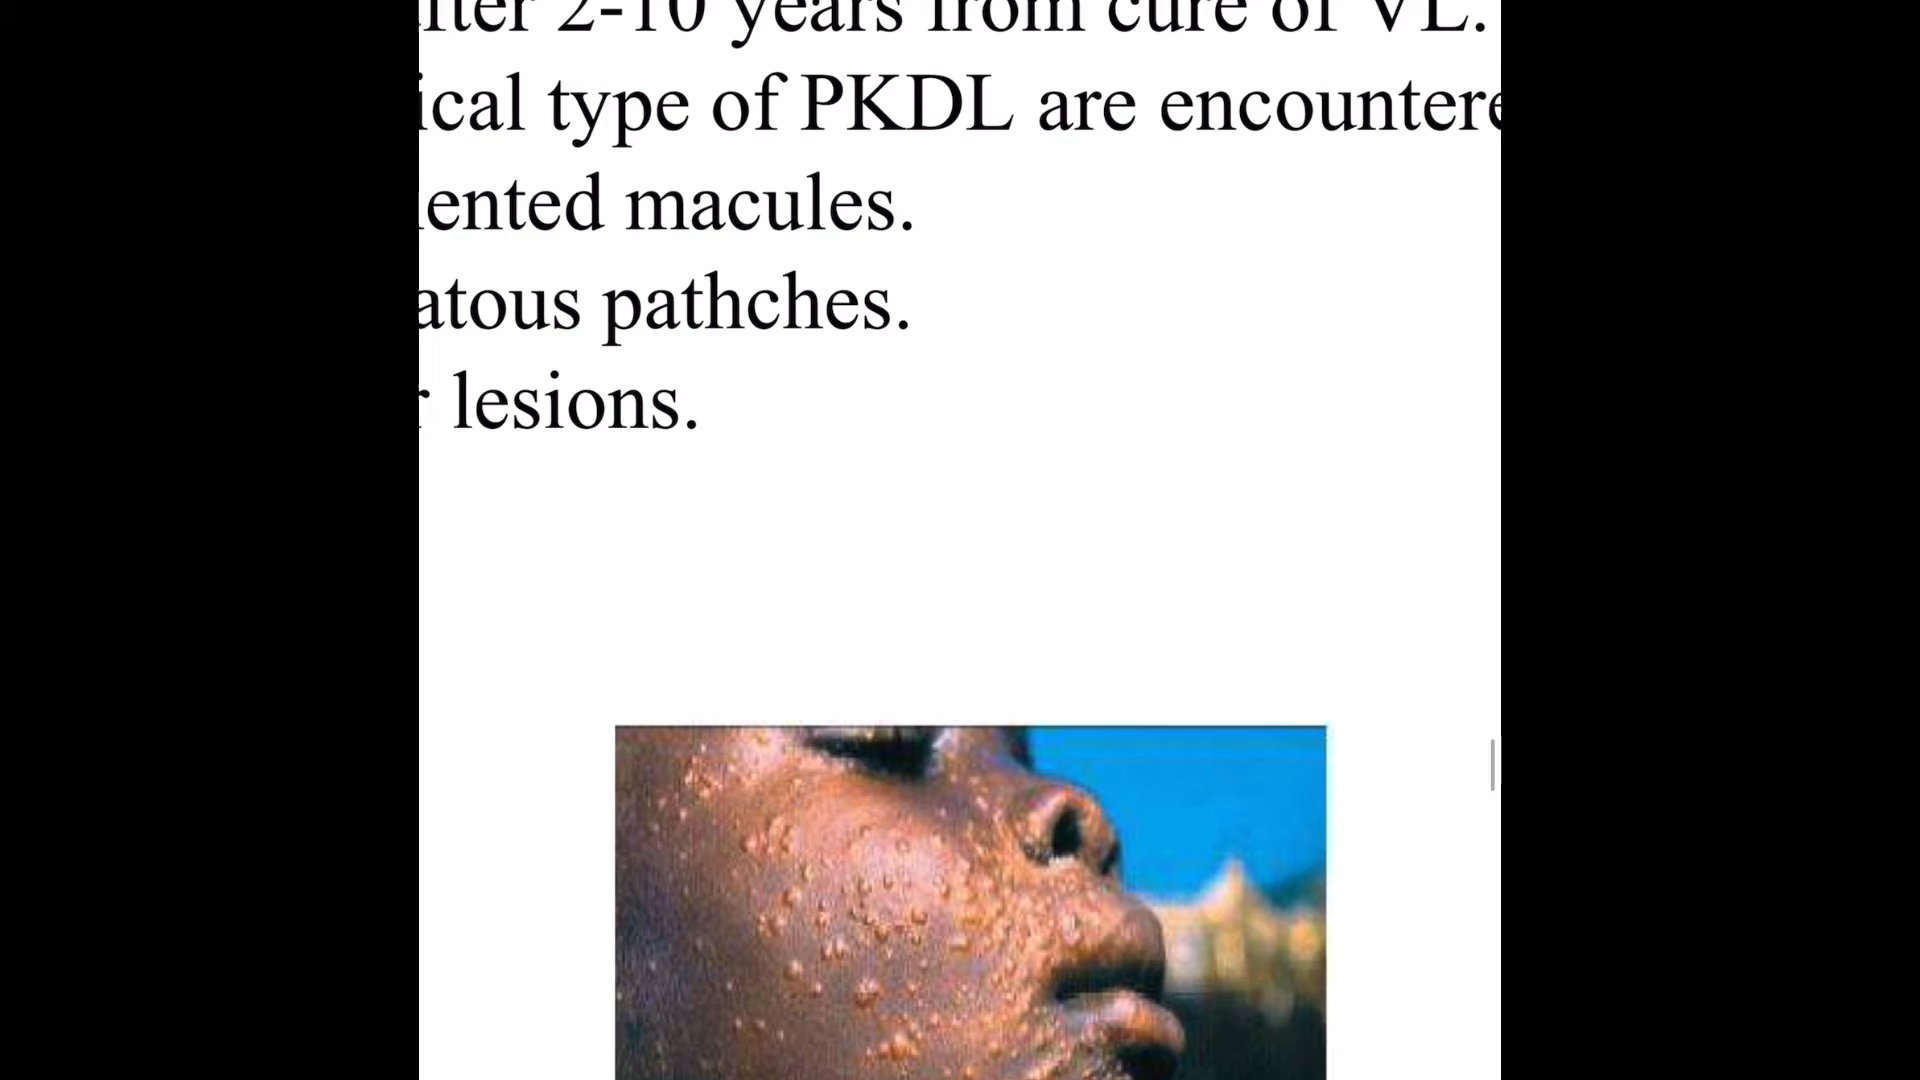 after 2-10 years from cure of VL.
ical type of PKDL are encountere
ented macules.
atous pathches.
r lesions.